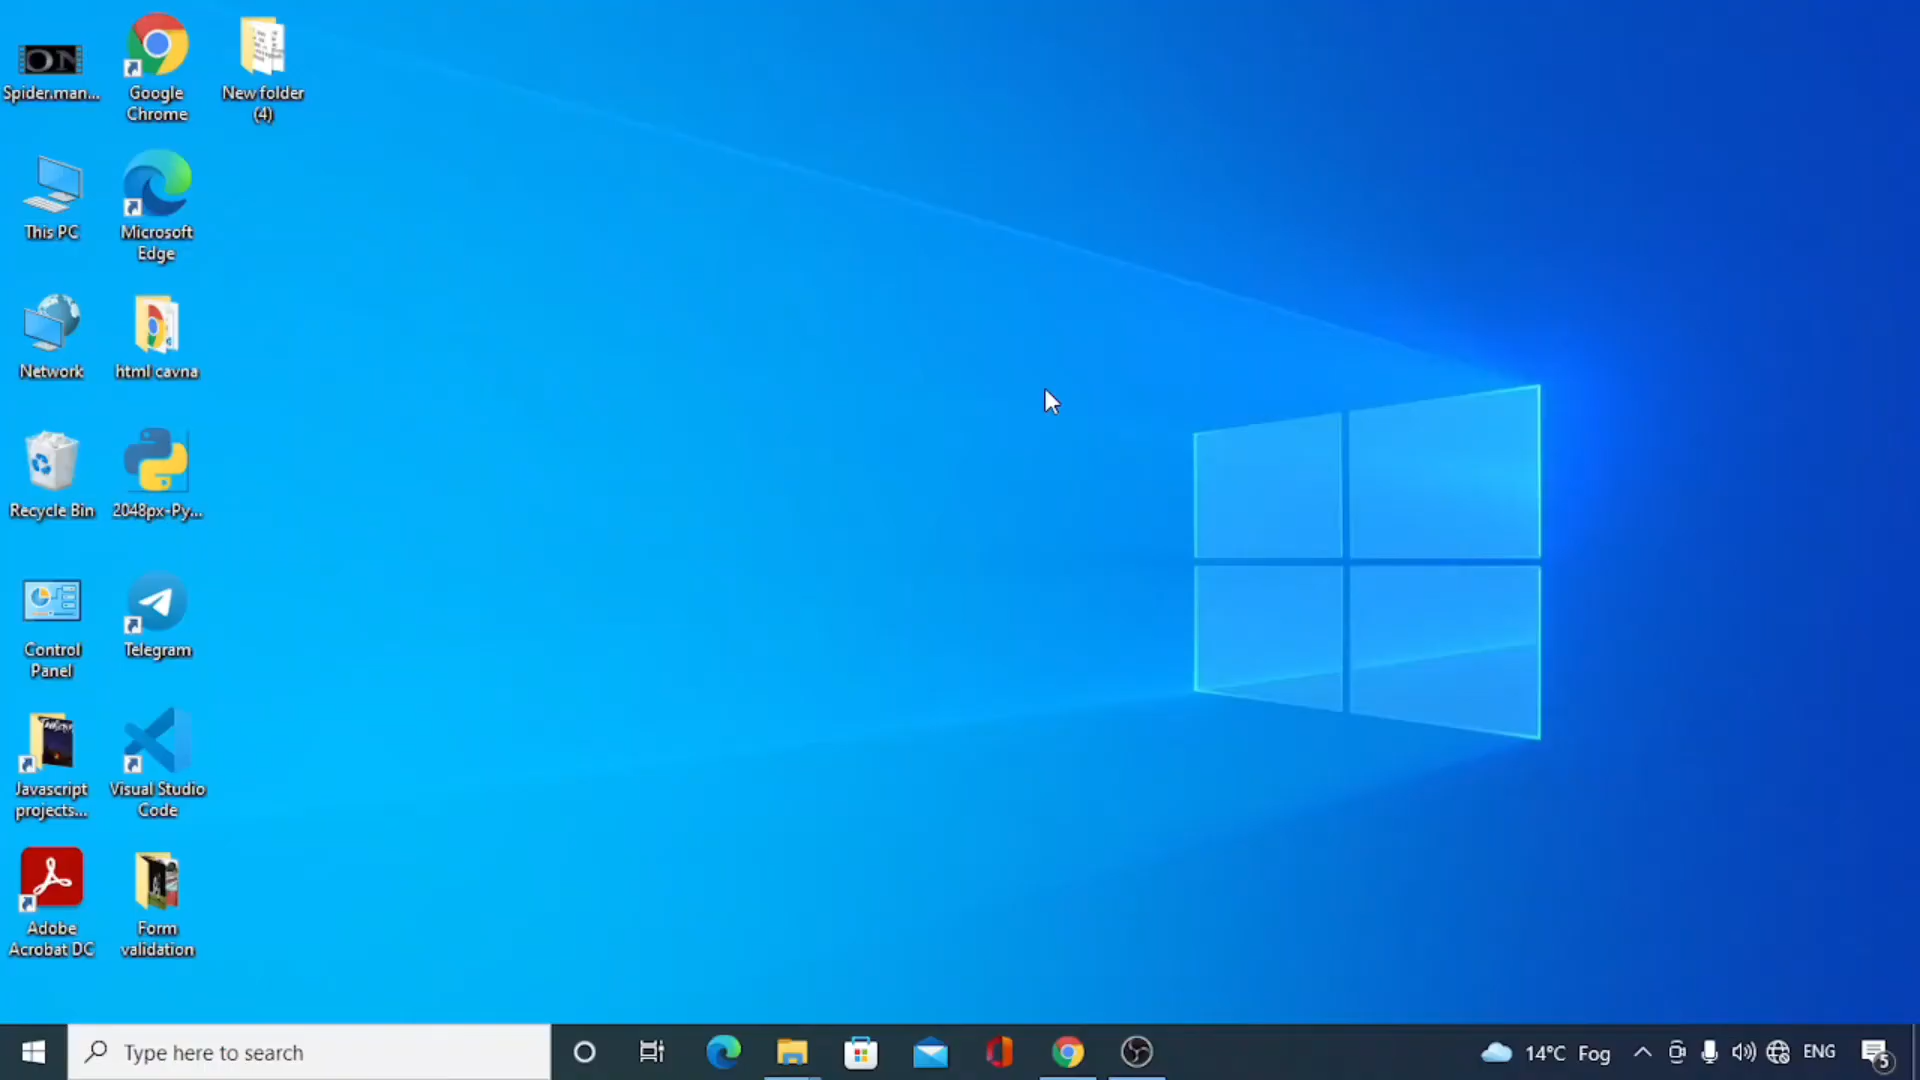 Spider.man...
Google
Chrome
New folder
(4)
This PC
Microsoft
Edge
Network
html cavna
Recycle Bin
2048px-Py...
Control
Panel
Telegram
Javascript
projects...
Visual Studio
Code
Adobe
Acrobat DC
Form
validation
Type here to search
14°C Fog
ENG
5
ON